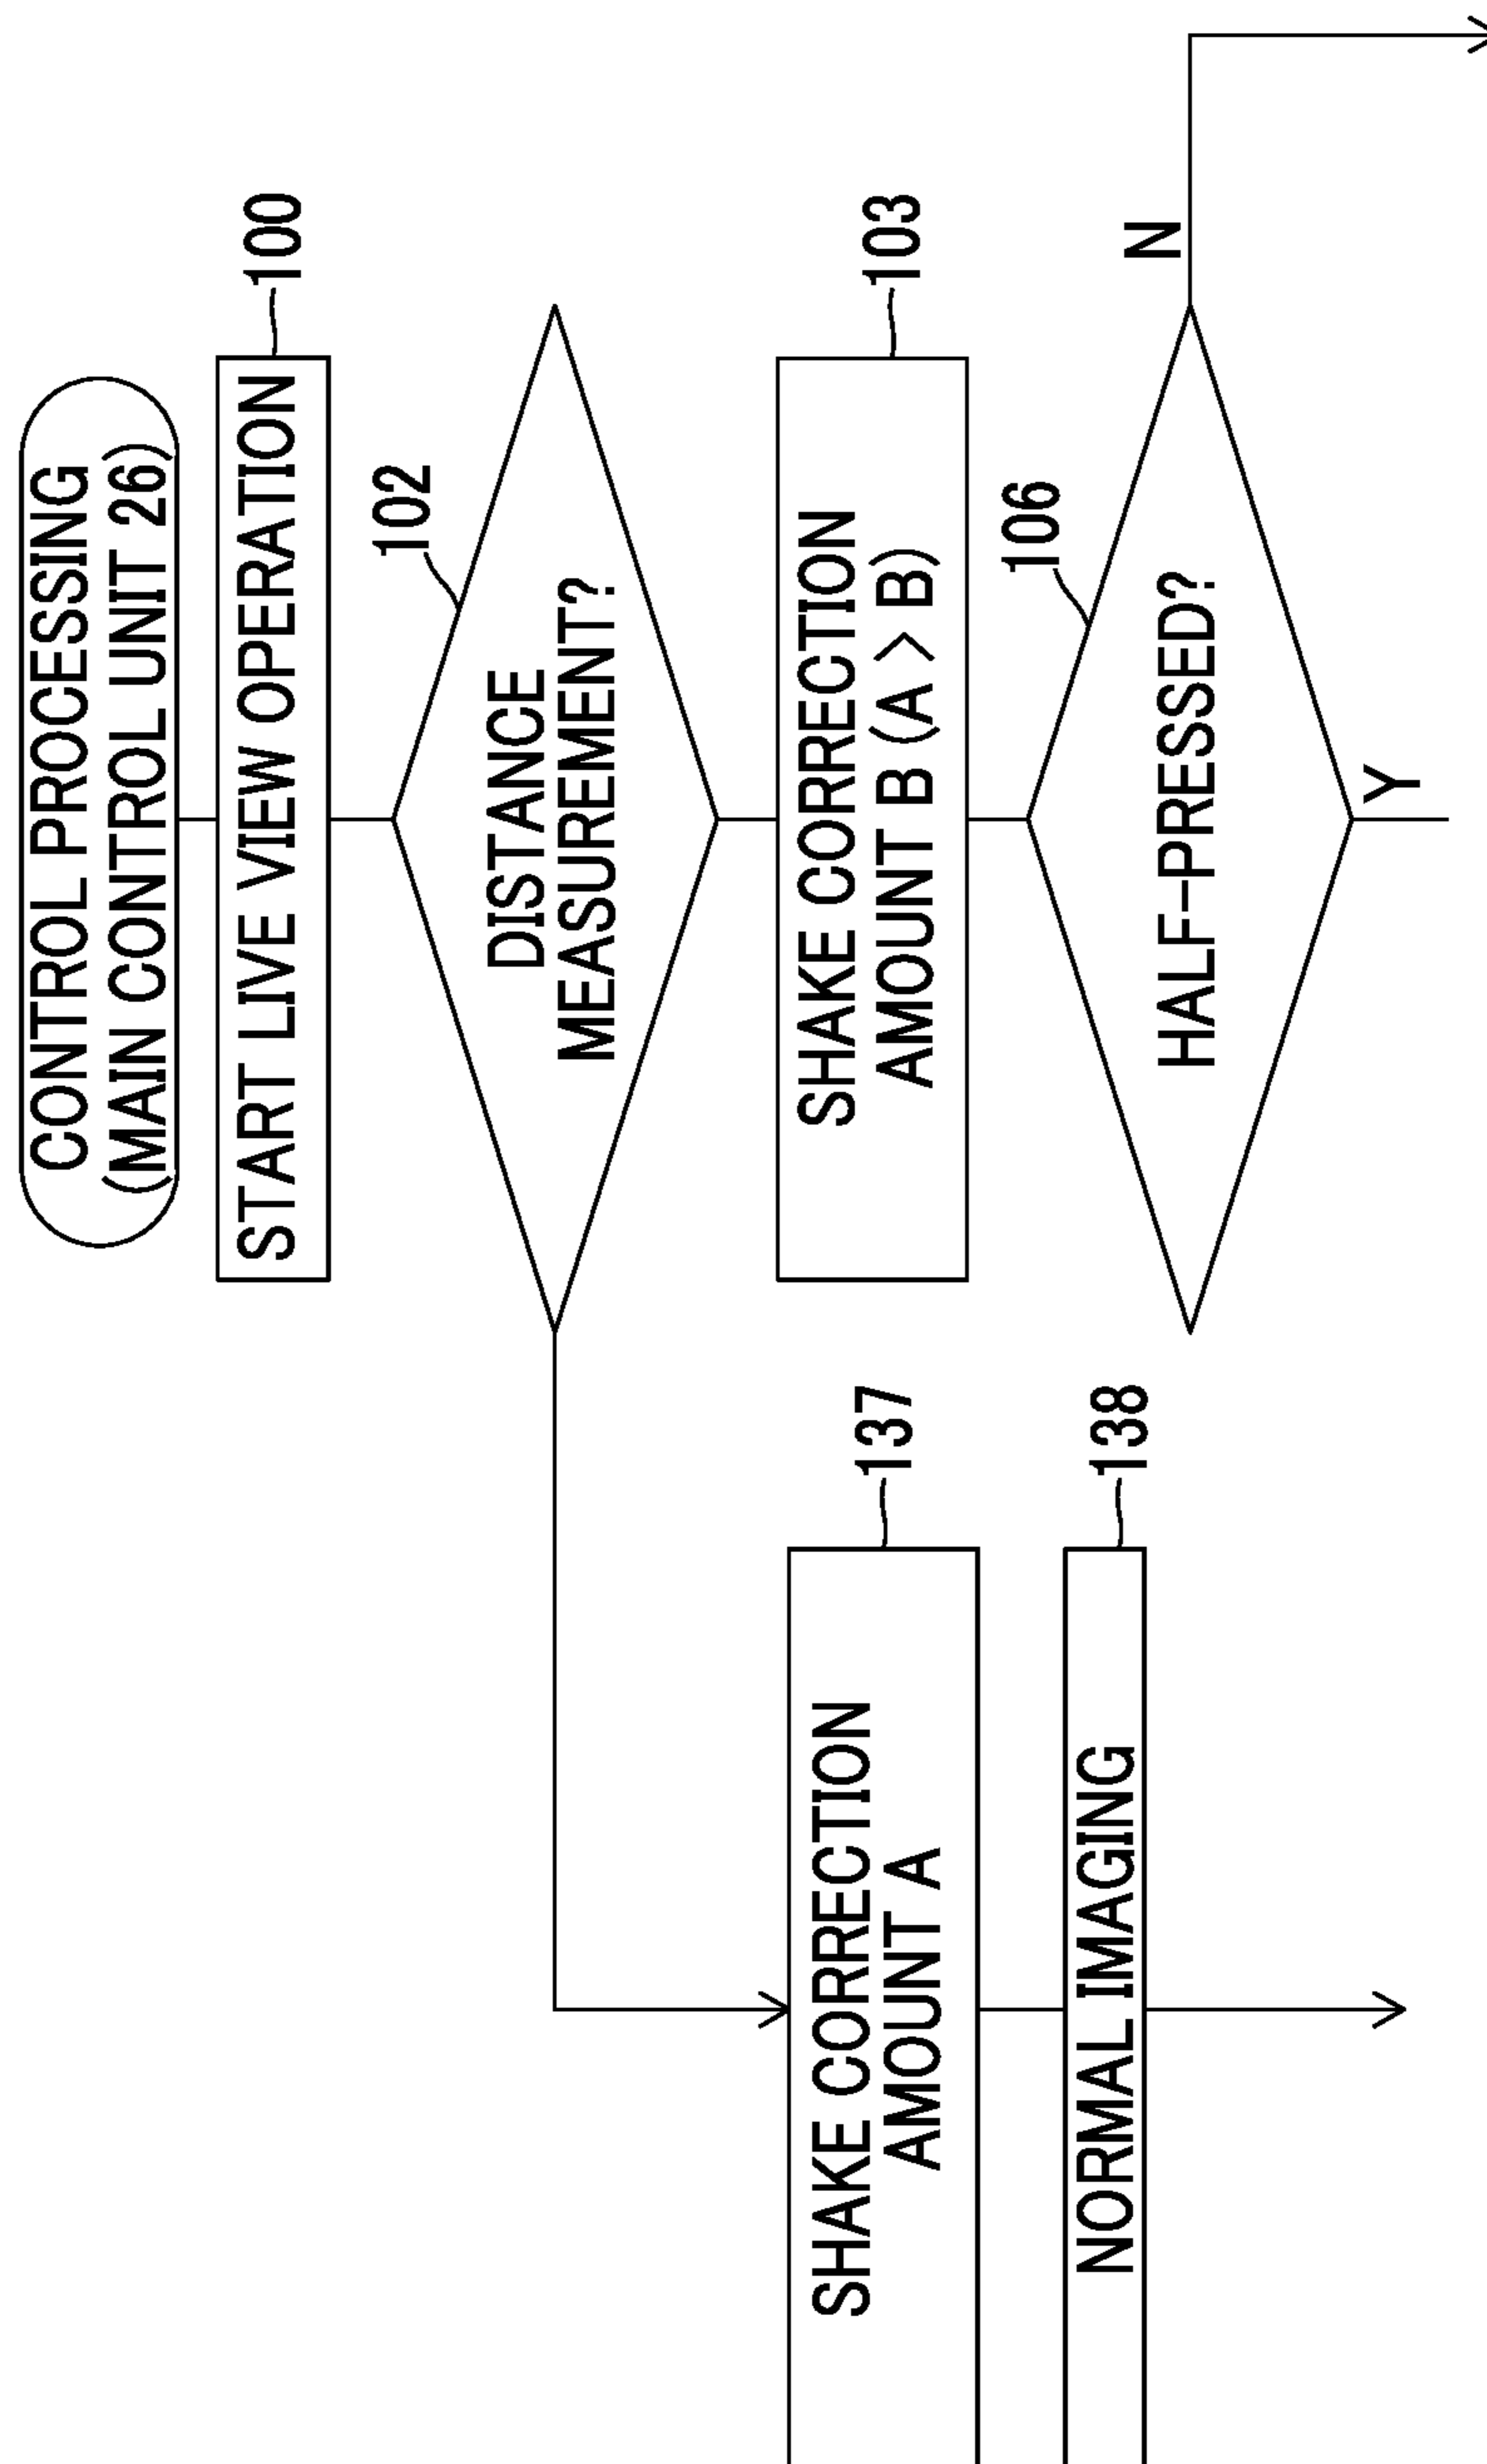 CONTROL PROCESSING
(MAIN CONTROL UNIT 26)
START LIVE VIEW OPERATION
100
102
DISTANCE
MEASUREMENT?
SHAKE CORRECTION
AMOUNT B (A > B)
103
106
HALF-PRESSED?
N
Y
SHAKE CORRECTION
AMOUNT A
137
NORMAL IMAGING
138